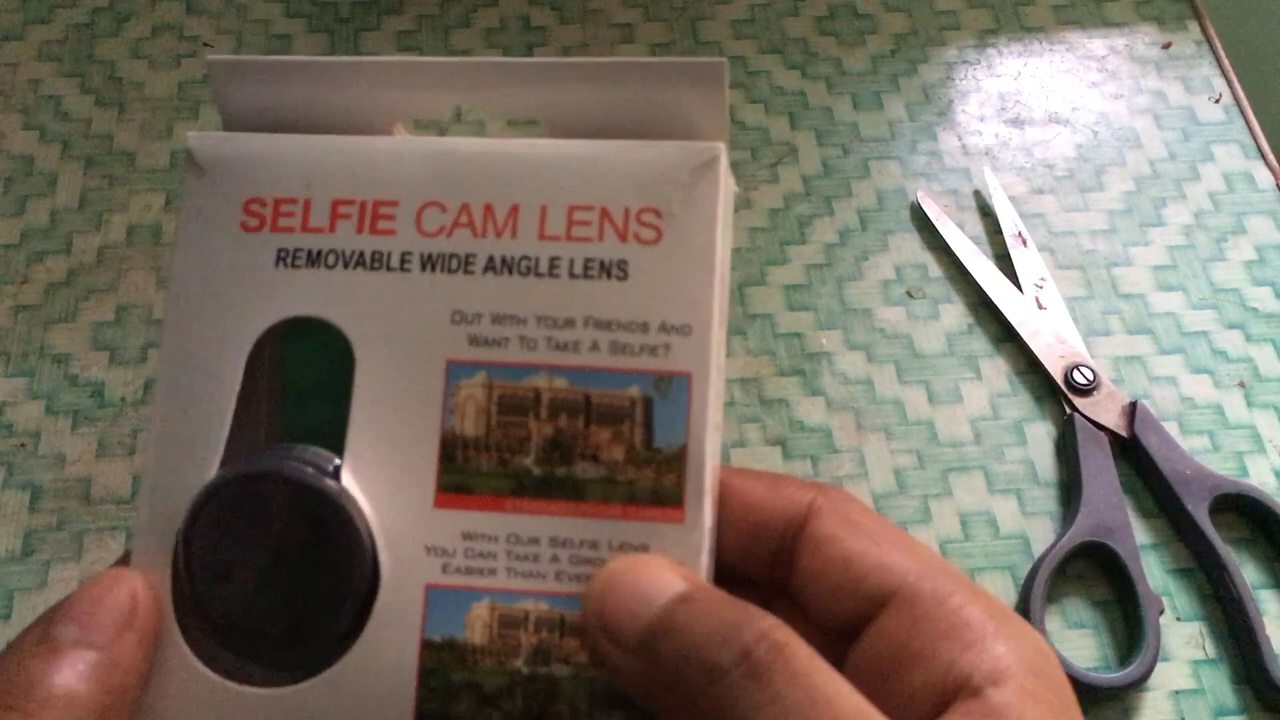 SELFIE CAM LENS
REMOVABLE WIDE ANGLE LENS
OUT WITH YOUR FRIENDS AND
WANT TO TAKE A SELFIE?
WITH OUR SELFIE LENS
YOU CAN TAKE A
EASIER THAN